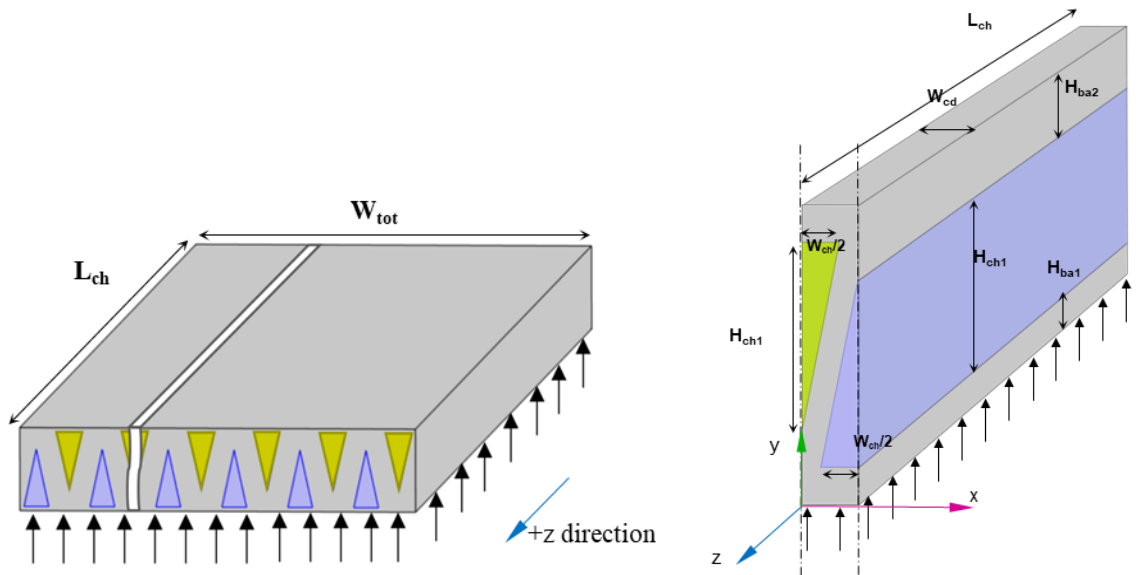 W_tot
L_ch
+z direction
L_ch
W_cd
H_ba2
W_ch/2
H_ch1
H_ba1
H_ch1
W_ch/2
y
x
z